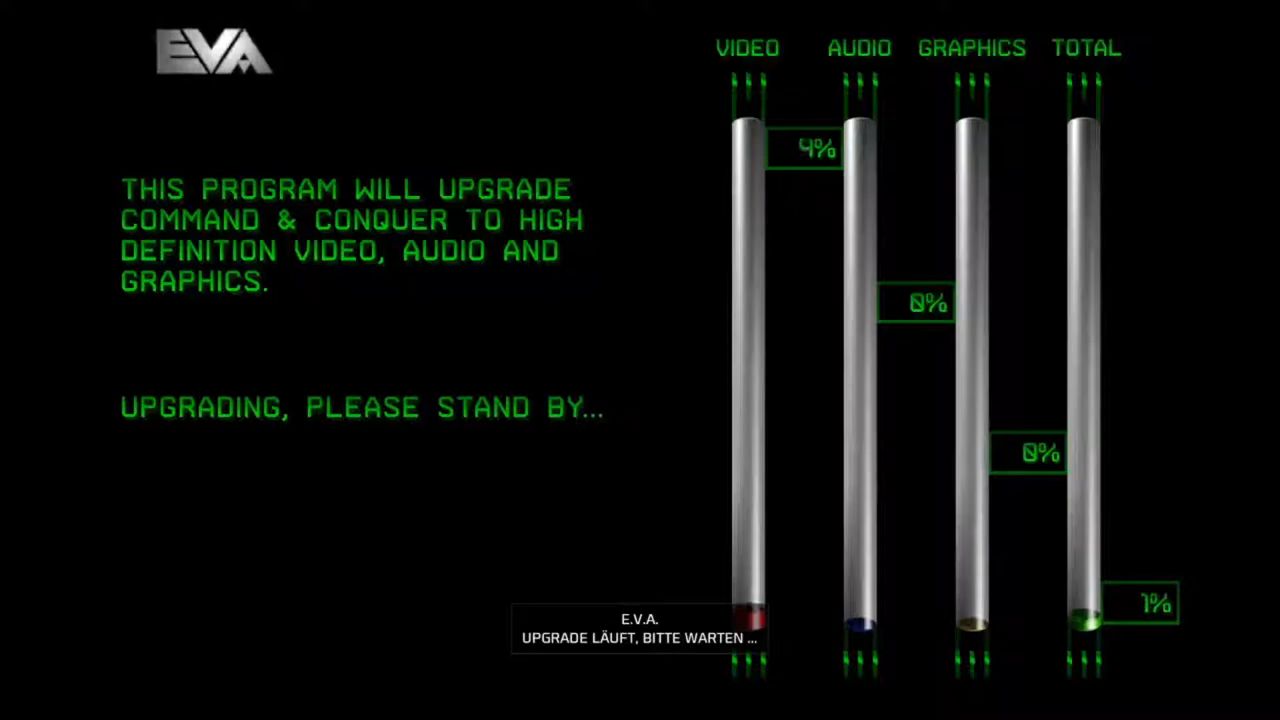 EVA
VIDEO AUDIO GRAPHICS TOTAL
4%
THIS PROGRAM WILL UPGRADE
COMMAND & CONQUER TO HIGH
DEFINITION VIDEO, AUDIO AND
GRAPHICS.
0%
UPGRADING, PLEASE STAND BY...
0%
1%
E.V.A.
UPGRADE LÄUFT, BITTE WARTEN ...